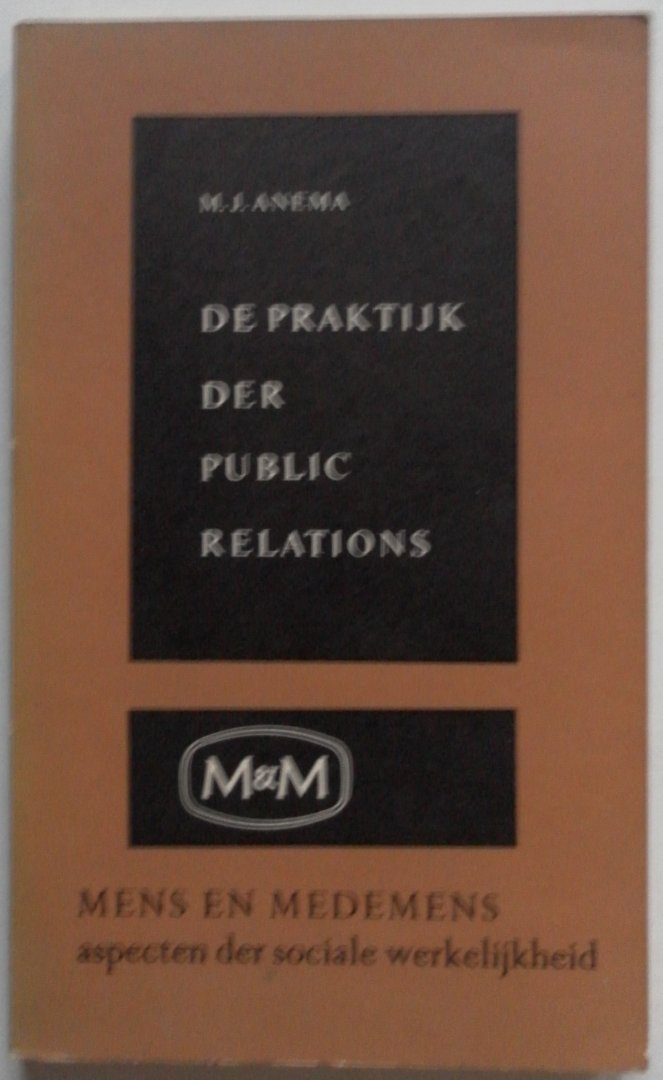 M. J. ANEMA
DE PRAKTIJK
DER
PUBLIC
RELATIONS
M&M
MENS EN MEDEMENS
aspecten der sociale werkelijkheid